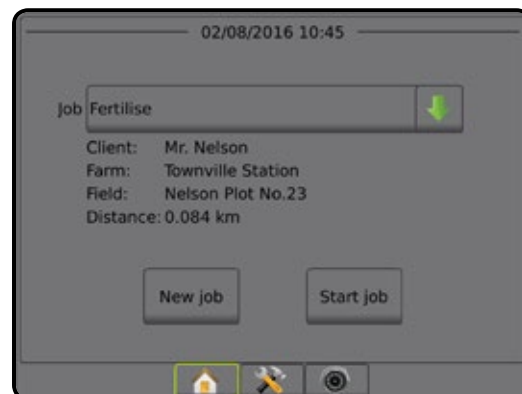 02/08/2016 10:45
Job Fertilise
Client: Mr. Nelson
Farm: Townville Station
Field: Nelson Plot No.23
Distance: 0.084 km
New job Start job